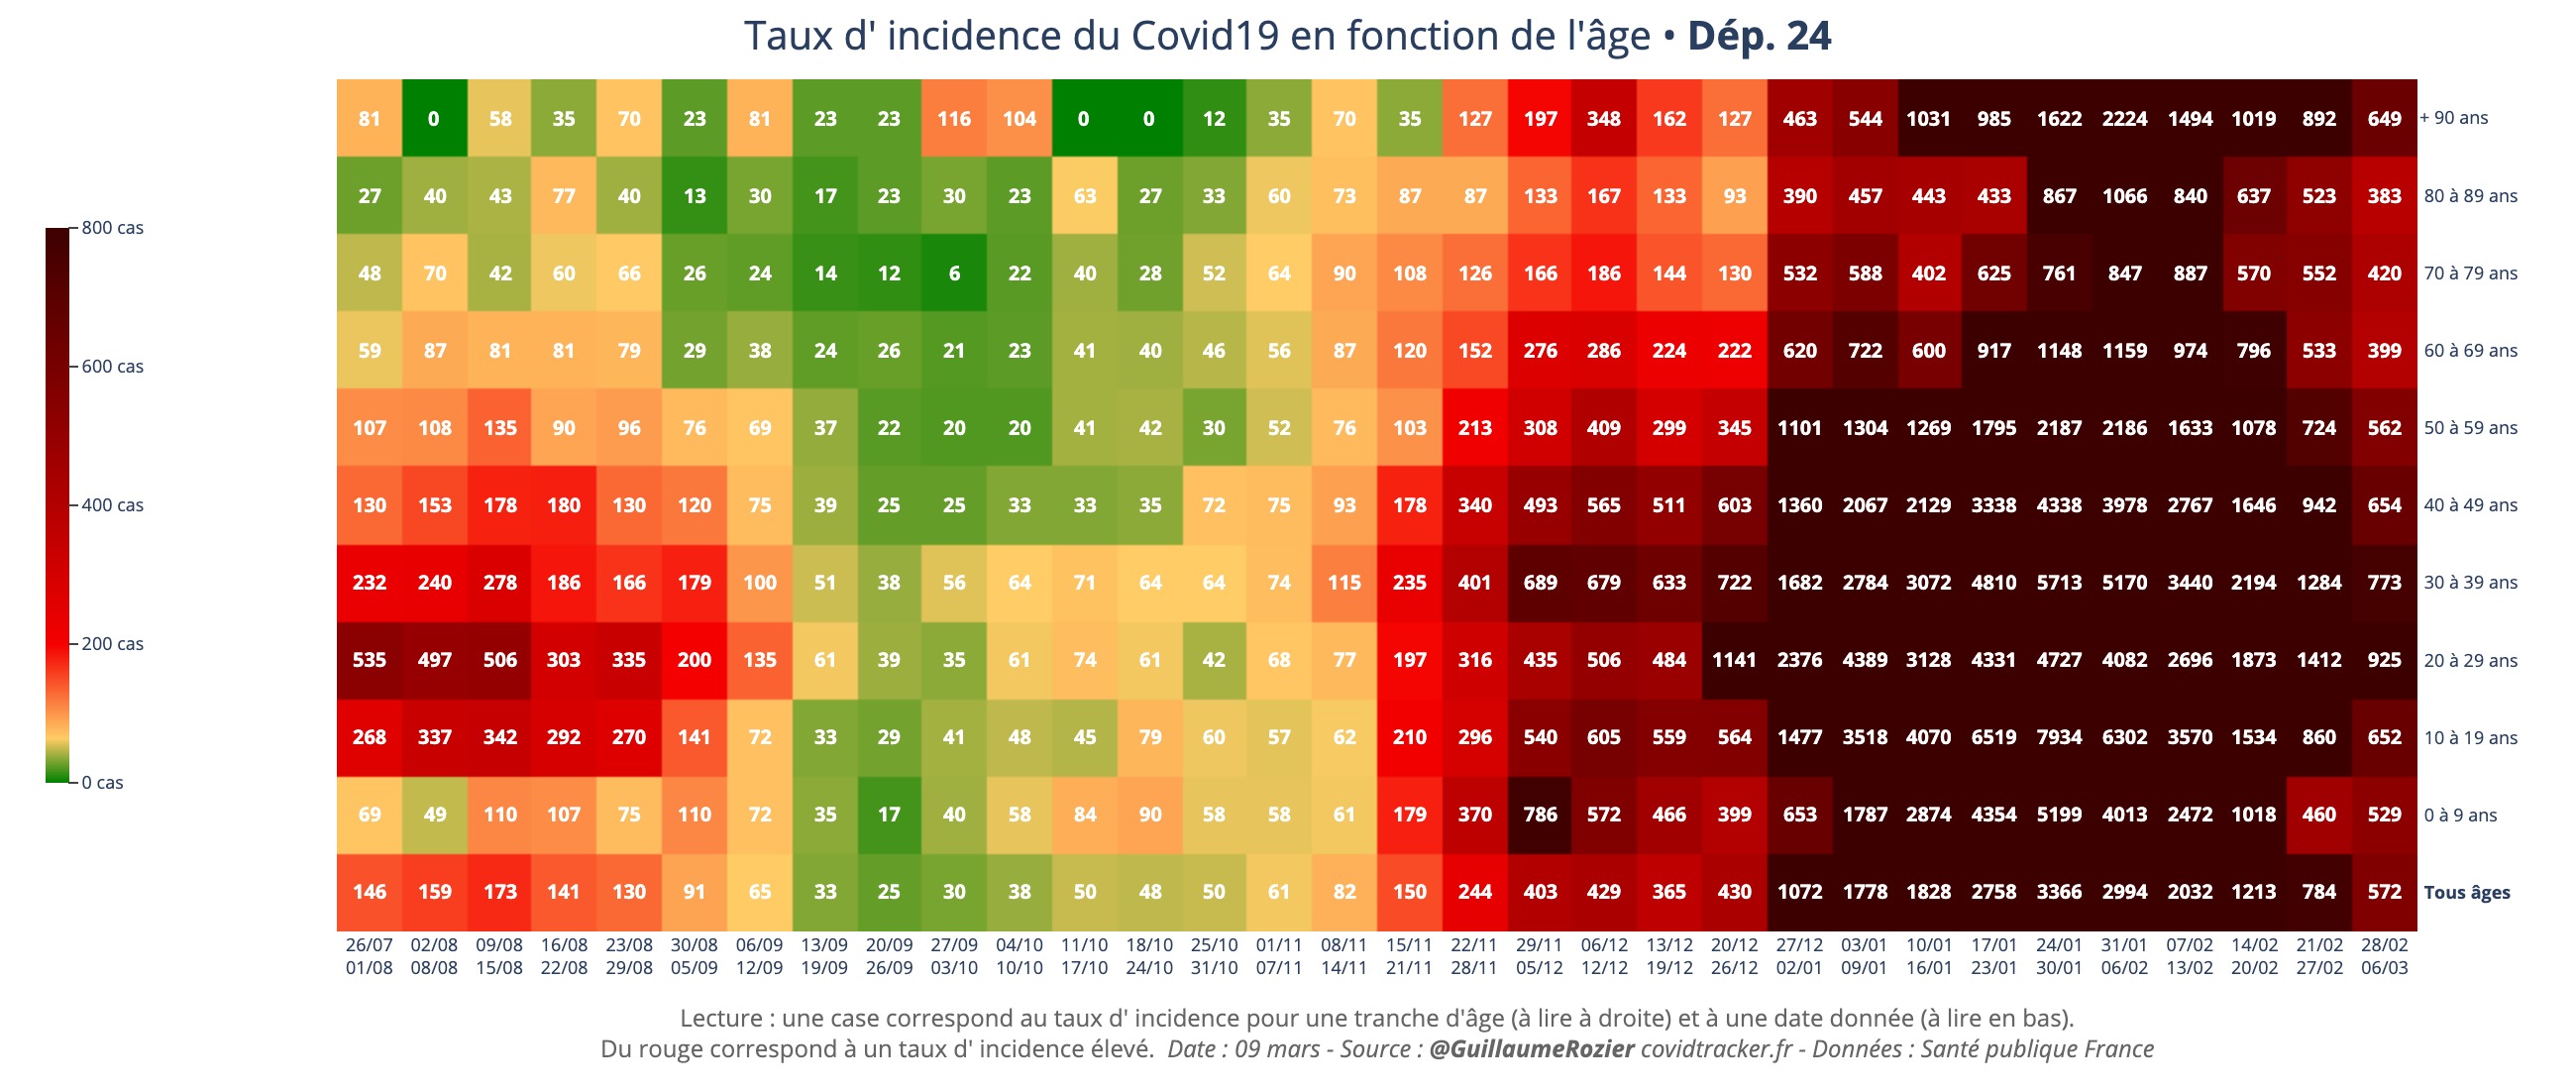 Taux d' incidence du Covid19 en fonction de l'âge • Dép. 24
81 0 58 35 70 23 81 23 23 116 104 0 0 12 35 70 35 127 197 348 162 127 463 544 1031 985 1622 2224 1494 1019 892 649 + 90 ans
27 40 43 77 40 13 30 17 23 30 23 63 27 33 60 73 87 87 133 167 133 93 390 457 443 433 867 1066 840 637 523 383 80 à 89 ans
48 70 42 60 66 26 24 14 12 6 22 40 28 52 64 90 108 126 166 186 144 130 532 588 402 625 761 847 887 570 552 420 70 à 79 ans
59 87 81 81 79 29 38 24 26 21 23 41 40 46 56 87 120 152 276 286 224 222 620 722 600 917 1148 1159 974 796 533 399 60 à 69 ans
107 108 135 90 96 76 69 37 22 20 20 41 42 30 52 76 103 213 308 409 299 345 1101 1304 1269 1795 2187 2186 1633 1078 724 562 50 à 59 ans
130 153 178 180 130 120 75 39 25 25 33 33 35 72 75 93 178 340 493 565 511 603 1360 2067 2129 3338 4338 3978 2767 1646 942 654 40 à 49 ans
232 240 278 186 166 179 100 51 38 56 64 71 64 64 74 115 235 401 689 679 633 722 1682 2784 3072 4810 5713 5170 3440 2194 1284 773 30 à 39 ans
535 497 506 303 335 200 135 61 39 35 61 74 61 42 68 77 197 316 435 506 484 1141 2376 4389 3128 4331 4727 4082 2696 1873 1412 925 20 à 29 ans
268 337 342 292 270 141 72 33 29 41 48 45 79 60 57 62 210 296 540 605 559 564 1477 3518 4070 6519 7934 6302 3570 1534 860 652 10 à 19 ans
69 49 110 107 75 110 72 35 17 40 58 84 90 58 58 61 179 370 786 572 466 399 653 1787 2874 4354 5199 4013 2472 1018 460 529 0 à 9 ans
146 159 173 141 130 91 65 33 25 30 38 50 48 50 61 82 150 244 403 429 365 430 1072 1778 1828 2758 3366 2994 2032 1213 784 572 Tous âges
26/07 02/08 09/08 16/08 23/08 30/08 06/09 13/09 20/09 27/09 04/10 11/10 18/10 25/10 01/11 08/11 15/11 22/11 29/11 06/12 13/12 20/12 27/12 03/01 10/01 17/01 24/01 31/01 07/02 14/02 21/02 28/02
01/08 08/08 15/08 22/08 29/08 05/09 12/09 19/09 26/09 03/10 10/10 17/10 24/10 31/10 07/11 14/11 21/11 28/11 05/12 12/12 19/12 26/12 02/01 09/01 16/01 23/01 30/01 06/02 13/02 20/02 27/02 06/03
800 cas
600 cas
400 cas
200 cas
0 cas
Lecture : une case correspond au taux d' incidence pour une tranche d'âge (à lire à droite) et à une date donnée (à lire en bas).
Du rouge correspond à un taux d' incidence élevé. Date : 09 mars - Source : @GuillaumeRozier covidtracker.fr - Données : Santé publique France